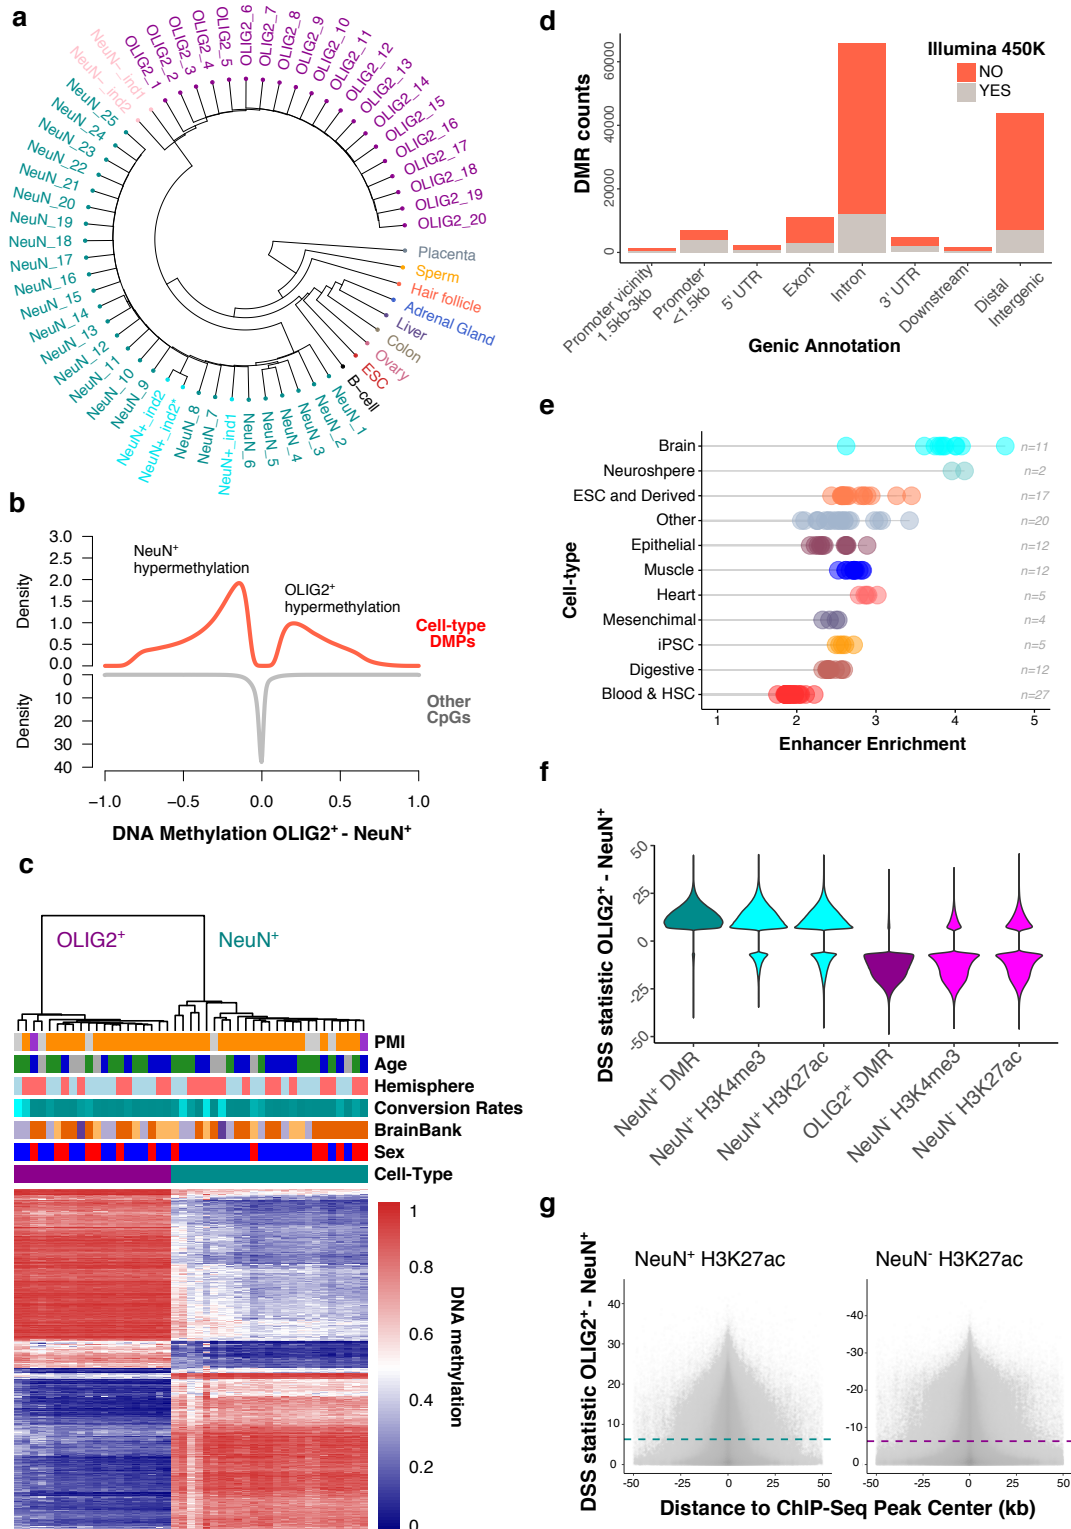 a
OLIG2_1
OLIG2_2
OLIG2_3
OLIG2_4
OLIG2_5
OLIG2_6
OLIG2_7
OLIG2_8
OLIG2_9
OLIG2_10
OLIG2_11
OLIG2_12
OLIG2_13
OLIG2_14
OLIG2_15
OLIG2_16
OLIG2_17
OLIG2_18
OLIG2_19
OLIG2_20
Placenta
Sperm
Hair follicle
Adrenal Gland
Liver
Colon
Ovary
ESC
B-cell
NeuN_1
NeuN_2
NeuN_3
NeuN_4
NeuN_5
NeuN_6
NeuN+_ind1
NeuN_7
NeuN_8
NeuN+_ind2*
NeuN+_ind2
NeuN_9
NeuN_10
NeuN_11
NeuN_12
NeuN_13
NeuN_14
NeuN_15
NeuN_16
NeuN_17
NeuN_18
NeuN_19
NeuN_20
NeuN_21
NeuN_22
NeuN_23
NeuN_24
NeuN_25
NeuN−_ind2
NeuN−_ind1
b
Density
3.0
2.5
2.0
1.5
1.0
0.5
0.0
NeuN⁺
hypermethylation
OLIG2⁺
hypermethylation
Cell-type
DMPs
Density
0
10
20
30
40
Other
CpGs
−1.0 −0.5 0.0 0.5 1.0
DNA Methylation OLIG2⁺ - NeuN⁺
c
OLIG2⁺ NeuN⁺
PMI
Age
Hemisphere
Conversion Rates
BrainBank
Sex
Cell-Type
1
0.8
0.6
0.4
0.2
0
DNA methylation
d
DMR counts
60000
40000
20000
0
Illumina 450K
NO
YES
Promoter vicinity
1.5kb-3kb
Promoter
<1.5kb
5' UTR
Exon
Intron
3' UTR
Downstream
Distal
Intergenic
Genic Annotation
e
Cell-type
Brain n=11
Neuroshpere n=2
ESC and Derived n=17
Other n=20
Epithelial n=12
Muscle n=12
Heart n=5
Mesenchimal n=4
iPSC n=5
Digestive n=12
Blood & HSC n=27
1 2 3 4 5
Enhancer Enrichment
f
DSS statistic OLIG2⁺ - NeuN⁺
50
25
0
-25
-50
NeuN⁺ DMR
NeuN⁺ H3K4me3
NeuN⁺ H3K27ac
OLIG2⁺ DMR
NeuN⁻ H3K4me3
NeuN⁻ H3K27ac
g
DSS statistic OLIG2⁺ - NeuN⁺
NeuN⁺ H3K27ac
40
30
20
10
0
-50 -25 0 25 50
NeuN⁻ H3K27ac
-40
-30
-20
-10
0
-50 -25 0 25 50
Distance to ChIP-Seq Peak Center (kb)